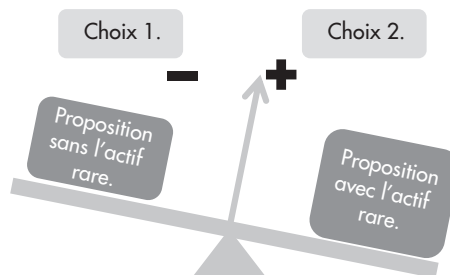 Choix 1.
Choix 2.
Proposition
sans l'actif
rare.
Proposition
avec l'actif
rare.